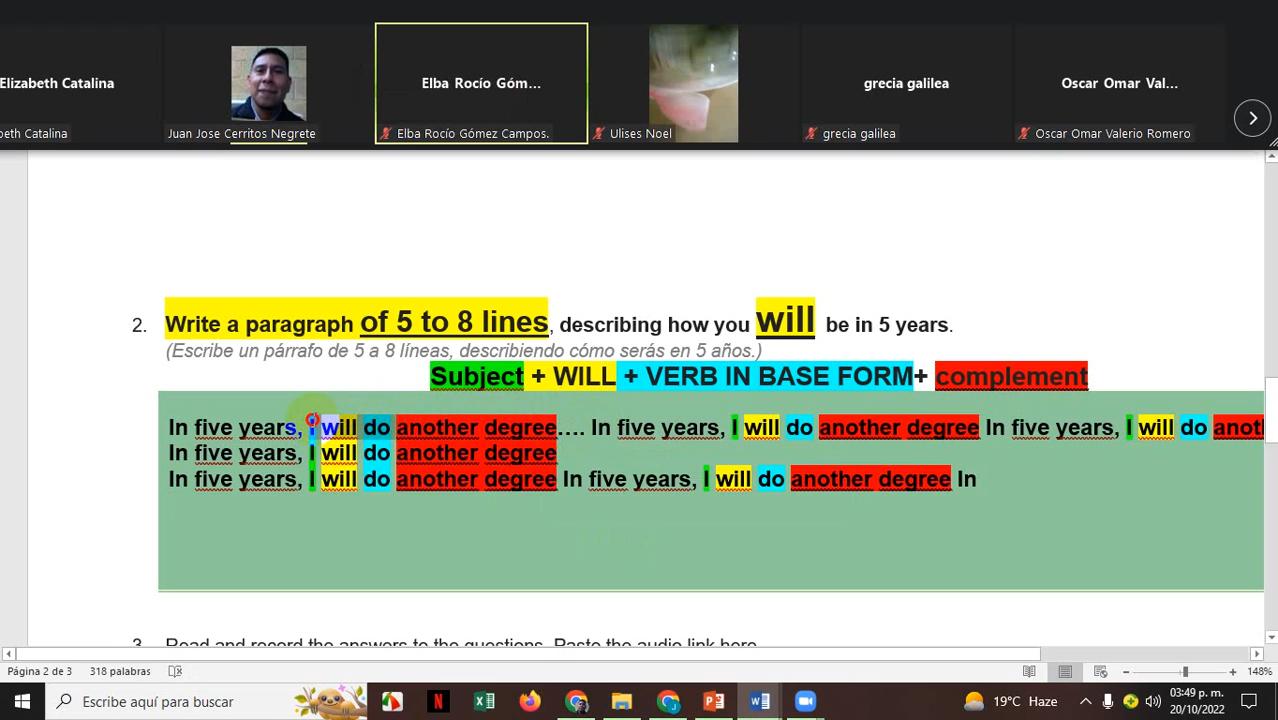 Elizabeth Catalina
Elba Rocío Góm...
grecia galilea
Oscar Omar Val...
beth Catalina
Juan Jose Cerritos Negrete
Elba Rocío Gómez Campos.
Ulises Noel
grecia galilea
Oscar Omar Valerio Romero
2. Write a paragraph of 5 to 8 lines, describing how you will be in 5 years.
(Escribe un párrafo de 5 a 8 líneas, describiendo cómo serás en 5 años.)
Subject + WILL + VERB IN BASE FORM+ complement
In five years, I will do another degree…. In five years, I will do another degree In five years, I will do anot
In five years, I will do another degree
In five years, I will do another degree In five years, I will do another degree In
3. Read and record the answers to the questions. Paste the audio link here
Página 2 de 3
318 palabras
148%
Escribe aquí para buscar
19°C Haze
03:49 p. m.
20/10/2022